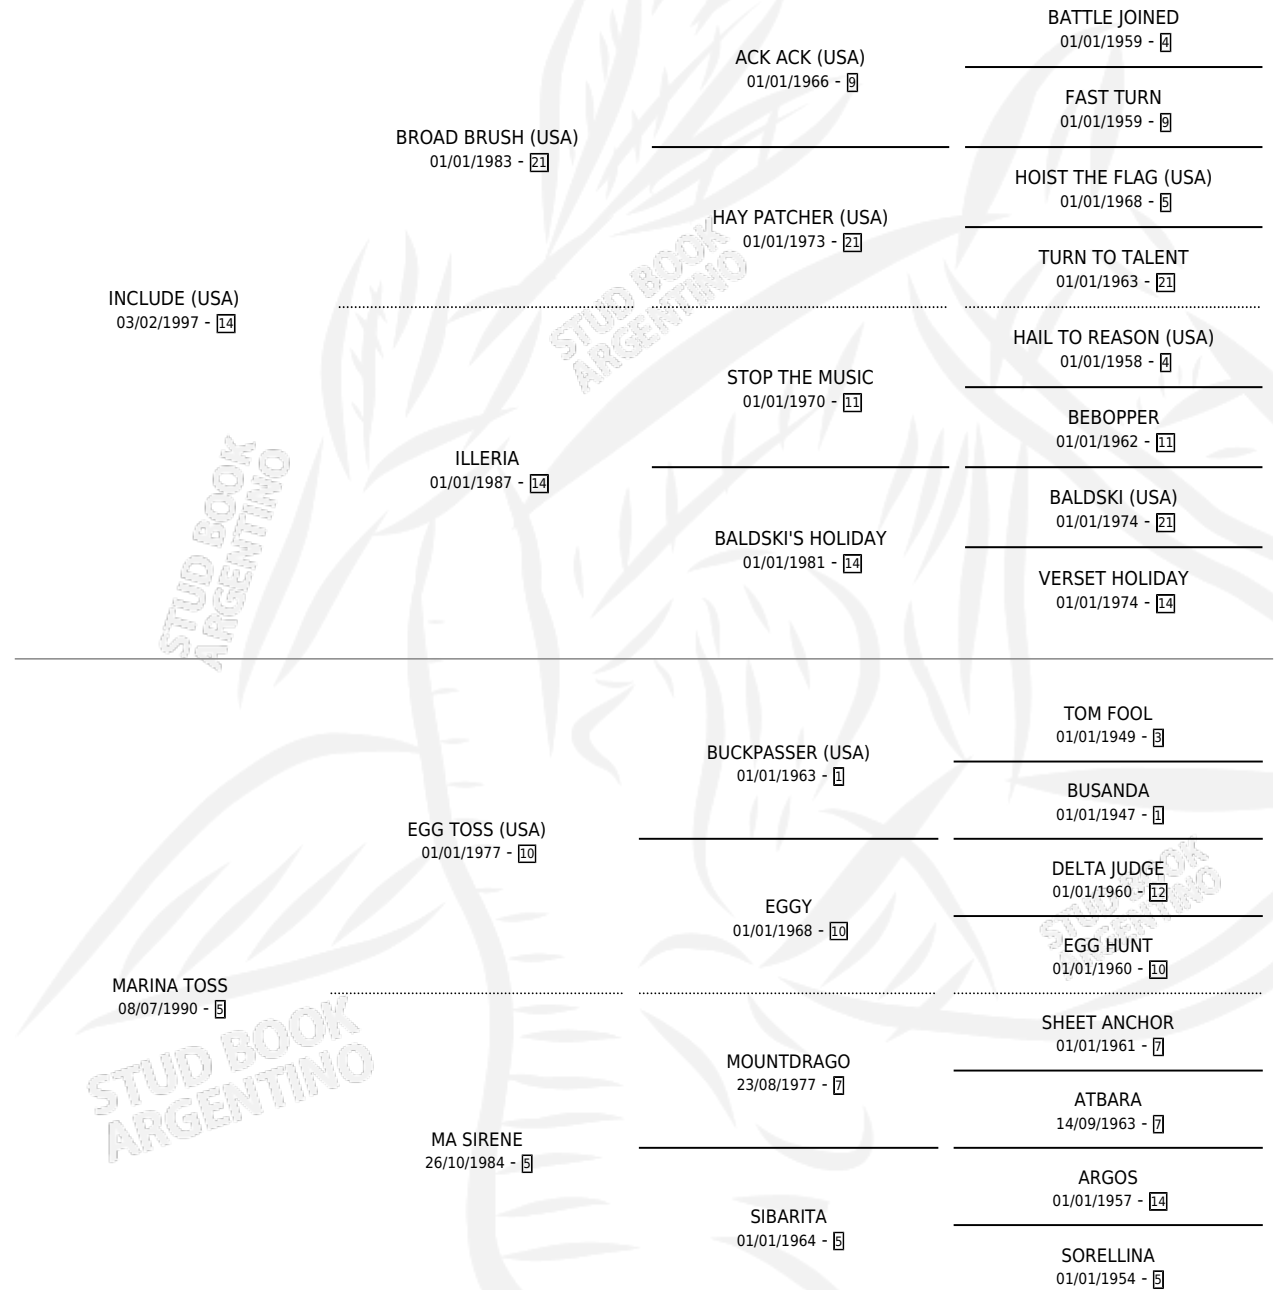 INCLUDE (USA)
03/02/1997 - 14
BROAD BRUSH (USA)
01/01/1983 - 21
ILLERIA
01/01/1987 - 14
ACK ACK (USA)
01/01/1966 - 9
HAY PATCHER (USA)
01/01/1973 - 21
STOP THE MUSIC
01/01/1970 - 11
BALDSKI'S HOLIDAY
01/01/1981 - 14
BATTLE JOINED
01/01/1959 - 4
FAST TURN
01/01/1959 - 9
HOIST THE FLAG (USA)
01/01/1968 - 5
TURN TO TALENT
01/01/1963 - 21
HAIL TO REASON (USA)
01/01/1958 - 4
BEBOPPER
01/01/1962 - 11
BALDSKI (USA)
01/01/1974 - 21
VERSET HOLIDAY
01/01/1974 - 14
STUD BOOK
ARGENTINO
STUD BOOK
ARGENTINO
MARINA TOSS
08/07/1990 - 5
EGG TOSS (USA)
01/01/1977 - 10
MA SIRENE
26/10/1984 - 5
BUCKPASSER (USA)
01/01/1963 - 1
EGGY
01/01/1968 - 10
MOUNTDRAGO
23/08/1977 - 7
SIBARITA
01/01/1964 - 5
TOM FOOL
01/01/1949 - 3
BUSANDA
01/01/1947 - 1
DELTA JUDGE
01/01/1960 - 12
EGG HUNT
01/01/1960 - 10
SHEET ANCHOR
01/01/1961 - 7
ATBARA
14/09/1963 - 7
ARGOS
01/01/1957 - 14
SORELLINA
01/01/1954 - 5
STUD BOOK
ARGENTINO
STUD BOOK
ARGENTINO